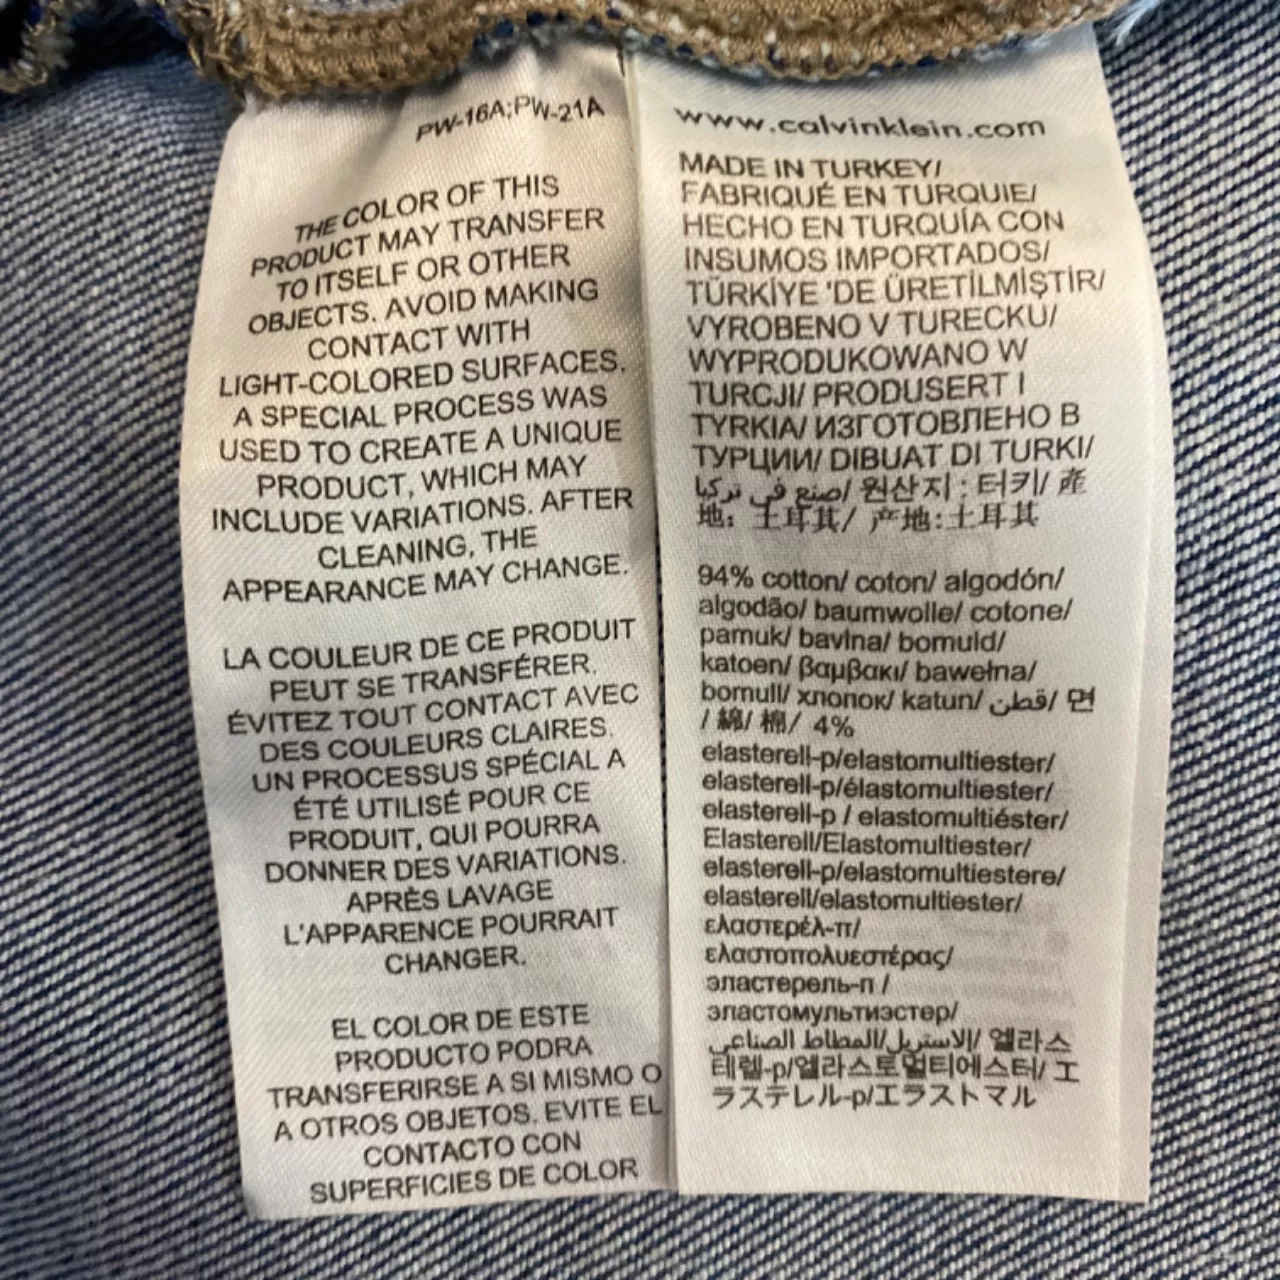 PW-16A;PW-21A
THE COLOR OF THIS
PRODUCT MAY TRANSFER
TO ITSELF OR OTHER
OBJECTS. AVOID MAKING
CONTACT WITH
LIGHT-COLORED SURFACES.
A SPECIAL PROCESS WAS
USED TO CREATE A UNIQUE
PRODUCT, WHICH MAY
INCLUDE VARIATIONS. AFTER
CLEANING, THE
APPEARANCE MAY CHANGE.
LA COULEUR DE CE PRODUIT
PEUT SE TRANSFÉRER.
ÉVITEZ TOUT CONTACT AVEC
DES COULEURS CLAIRES.
UN PROCESSUS SPÉCIAL A
ÉTÉ UTILISÉ POUR CE
PRODUIT, QUI POURRA
DONNER DES VARIATIONS.
APRÈS LAVAGE
L'APPARENCE POURRAIT
CHANGER.
EL COLOR DE ESTE
PRODUCTO PODRA
TRANSFERIRSE A SI MISMO O
A OTROS OBJETOS. EVITE EL
CONTACTO CON
SUPERFICIES DE COLOR
www.calvinklein.com
MADE IN TURKEY/
FABRIQUÉ EN TURQUIE/
HECHO EN TURQUÍA CON
INSUMOS IMPORTADOS/
TÜRKİYE 'DE ÜRETİLMİŞTİR/
VYROBENO V TURECKU/
WYPRODUKOWANO W
TURCJI/ PRODUSERT I
TYRKIA/ ИЗГОТОВЛЕНО В
ТУРЦИИ/ DIBUAT DI TURKI/
صنع في تركيا/ 원산지 : 터키/ 產
地：土耳其/ 产地:土耳其
94% cotton/ coton/ algodón/
algodão/ baumwolle/ cotone/
pamuk/ bavlna/ bomuld/
katoen/ βαμβακι/ bawełna/
bomull/ хлопок/ katun/ قطن/ 면
/ 綿/ 棉/ 4%
elasterell-p/elastomultiester/
elasterell-p/élastomultiester/
elasterell-p / elastomultiéster/
Elasterell/Elastomultiester/
elasterell-p/elastomultiestere/
elasterell/elastomultiester/
ελαστερέλ-π/
ελαστοπολυεστέρας/
эластерель-п /
эластомультиэстер/
الاستريل/المطاط الصناعي/ 엘라스
테렐-p/엘라스토멀티에스터/ エ
ラステレル-p/エラストマル